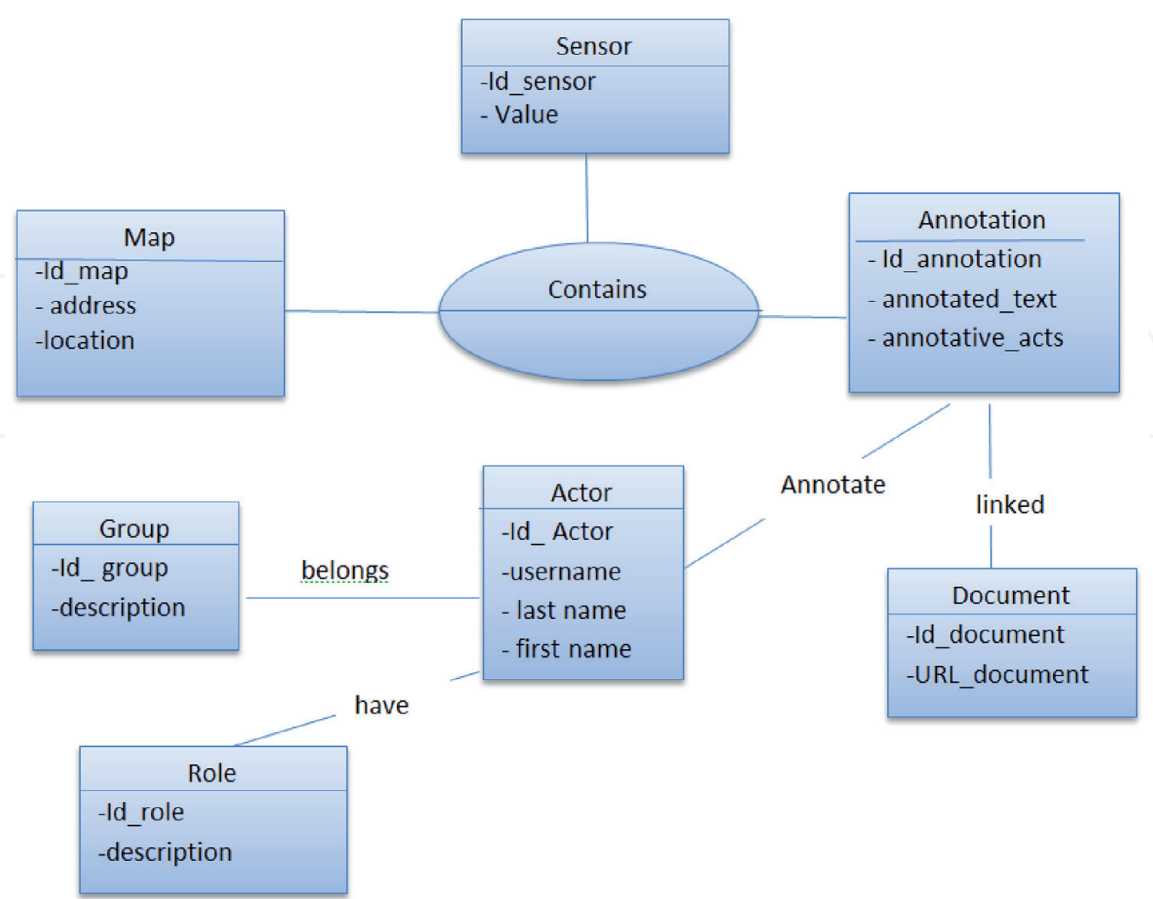 Sensor
-Id_sensor
- Value
Map
-Id_map
- address
-location
Contains
Annotation
- Id_annotation
- annotated_text
- annotative_acts
Annotate
linked
Group
-Id_ group
-description
belongs
Actor
-Id_ Actor
-username
- last name
- first name
Document
-Id_document
-URL_document
have
Role
-Id_role
-description